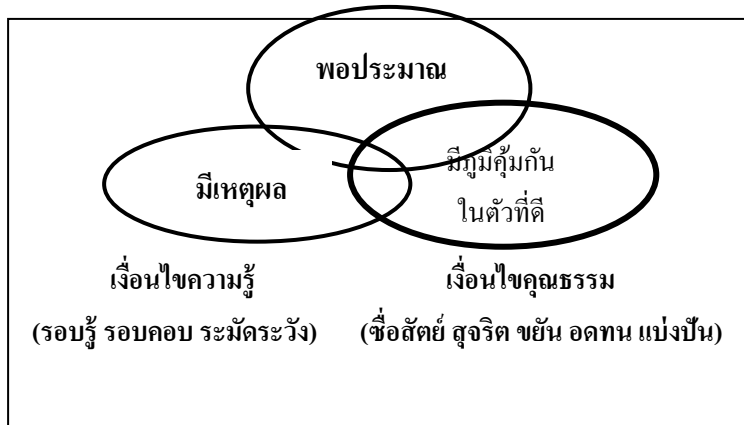 พอประมาณ
มีเหตุผล
มีภูมิคุ้มกัน
ในตัวที่ดี
เงื่อนไขความรู้
(รอบรู้ รอบคอบ ระมัดระวัง)
เงื่อนไขคุณธรรม
(ซื่อสัตย์ สุจริต ขยัน อดทน แบ่งปัน)